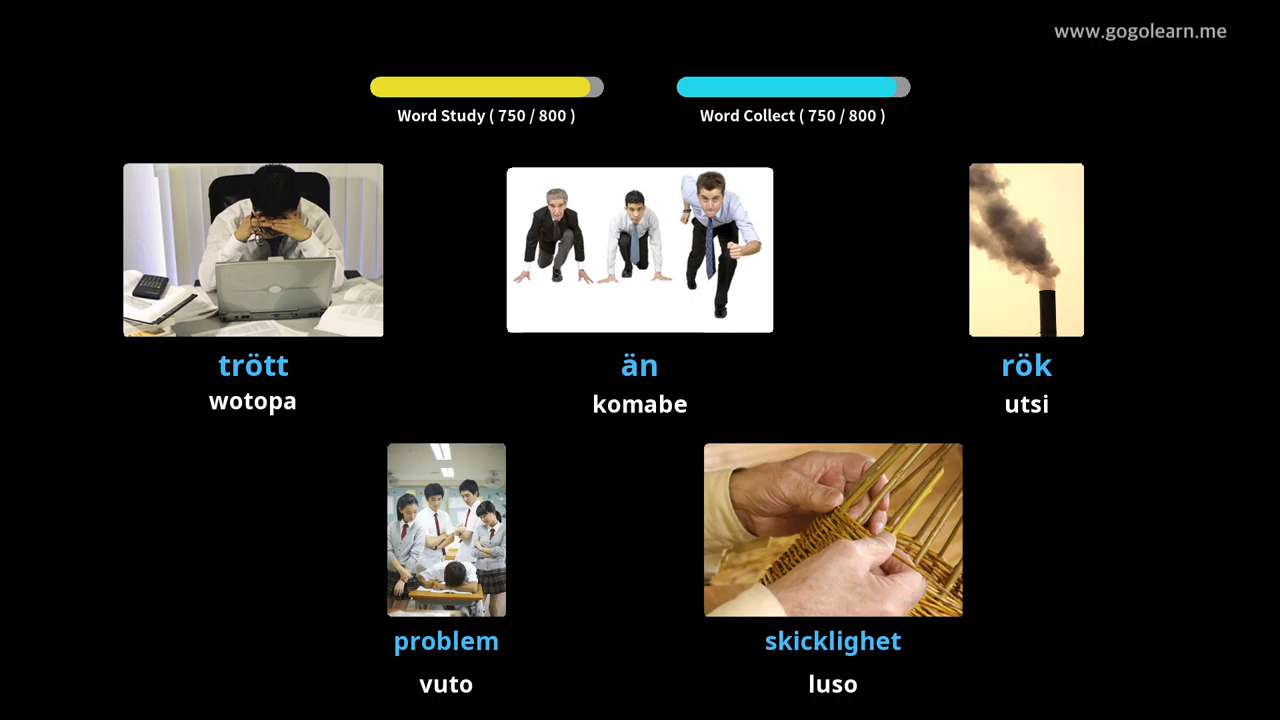 www.gogolearn.me
Word Study ( 750 / 800 )
Word Collect ( 750 / 800 )
trött
än
rök
wotopa
komabe
utsi
problem
skicklighet
vuto
luso